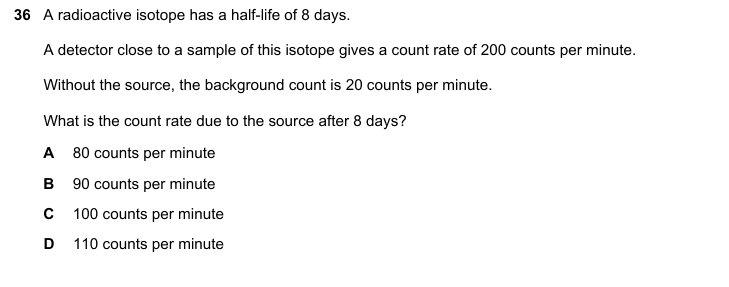 36 A radioactive isotope has a half-life of 8 days.
A detector close to a sample of this isotope gives a count rate of 200 counts per minute.
Without the source, the background count is 20 counts per minute.
What is the count rate due to the source after 8 days?
A 80 counts per minute
B 90 counts per minute
C 100 counts per minute
D 110 counts per minute